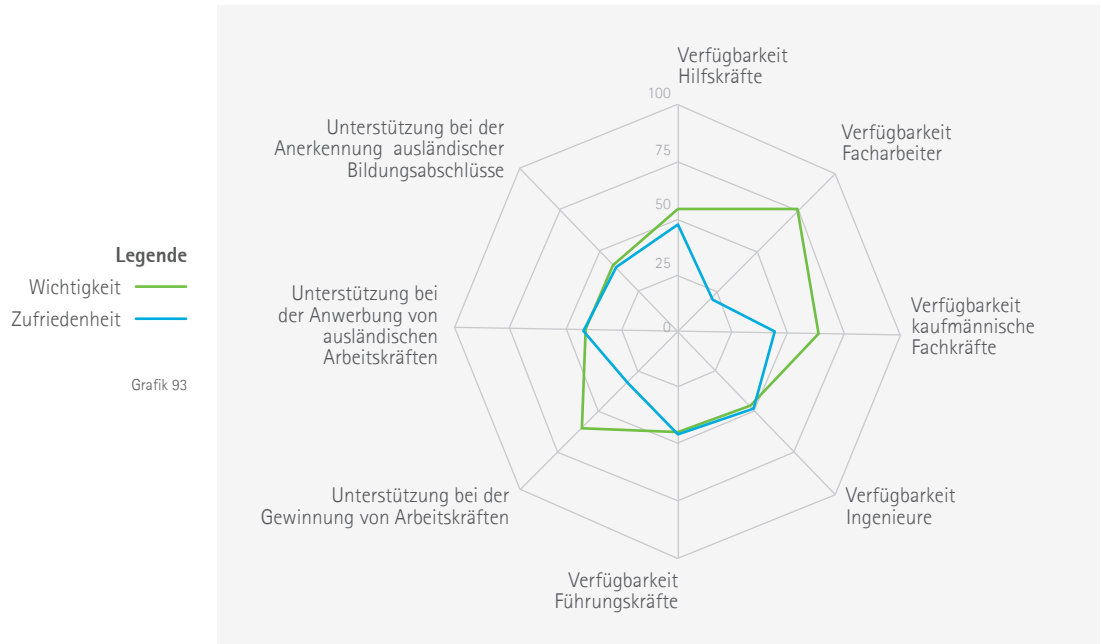 Legende
Wichtigkeit
Zufriedenheit
Grafik 93
Verfügbarkeit
Hilfskräfte
Verfügbarkeit
Facharbeiter
Verfügbarkeit
kaufmännische
Fachkräfte
Verfügbarkeit
Ingenieure
Verfügbarkeit
Führungskräfte
Unterstützung bei der
Gewinnung von Arbeitskräften
Unterstützung bei
der Anwerbung von
ausländischen
Arbeitskräften
Unterstützung bei der
Anerkennung ausländischer
Bildungsabschlüsse
100
75
50
25
0